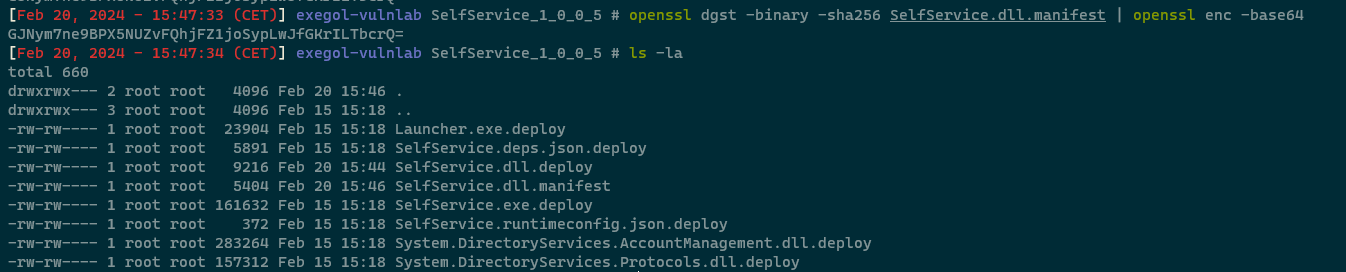 [Feb 20, 2024 - 15:47:33 (CET)] exegol-vulnlab SelfService_1_0_0_5 # openssl dgst -binary -sha256 SelfService.dll.manifest | openssl enc -base64
GJNym7ne9BPX5NUZvFQhjFZ1joSypLwJfGKrILTbcrQ=
[Feb 20, 2024 - 15:47:34 (CET)] exegol-vulnlab SelfService_1_0_0_5 # ls -la
total 660
drwxrwx--- 2 root root   4096 Feb 20 15:46 .
drwxrwx--- 3 root root   4096 Feb 15 15:18 ..
-rw-rw---- 1 root root  23904 Feb 15 15:18 Launcher.exe.deploy
-rw-rw---- 1 root root   5891 Feb 15 15:18 SelfService.deps.json.deploy
-rw-rw---- 1 root root   9216 Feb 20 15:44 SelfService.dll.deploy
-rw-rw---- 1 root root   5404 Feb 20 15:46 SelfService.dll.manifest
-rw-rw---- 1 root root 161632 Feb 15 15:18 SelfService.exe.deploy
-rw-rw---- 1 root root    372 Feb 15 15:18 SelfService.runtimeconfig.json.deploy
-rw-rw---- 1 root root 283264 Feb 15 15:18 System.DirectoryServices.AccountManagement.dll.deploy
-rw-rw---- 1 root root 157312 Feb 15 15:18 System.DirectoryServices.Protocols.dll.deploy